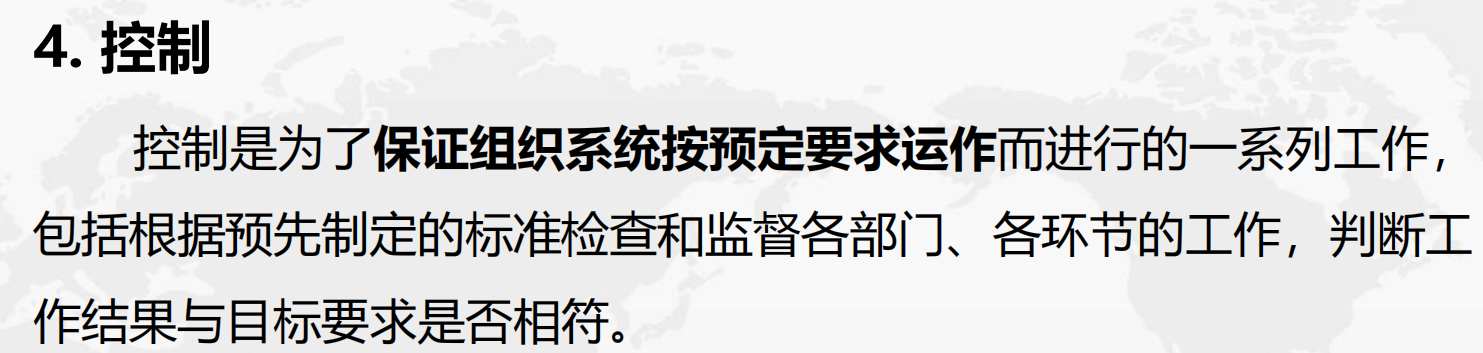 4. 控制
控制是为了保证组织系统按预定要求运作而进行的一系列工作，
包括根据预先制定的标准检查和监督各部门、各环节的工作，判断工
作结果与目标要求是否相符。